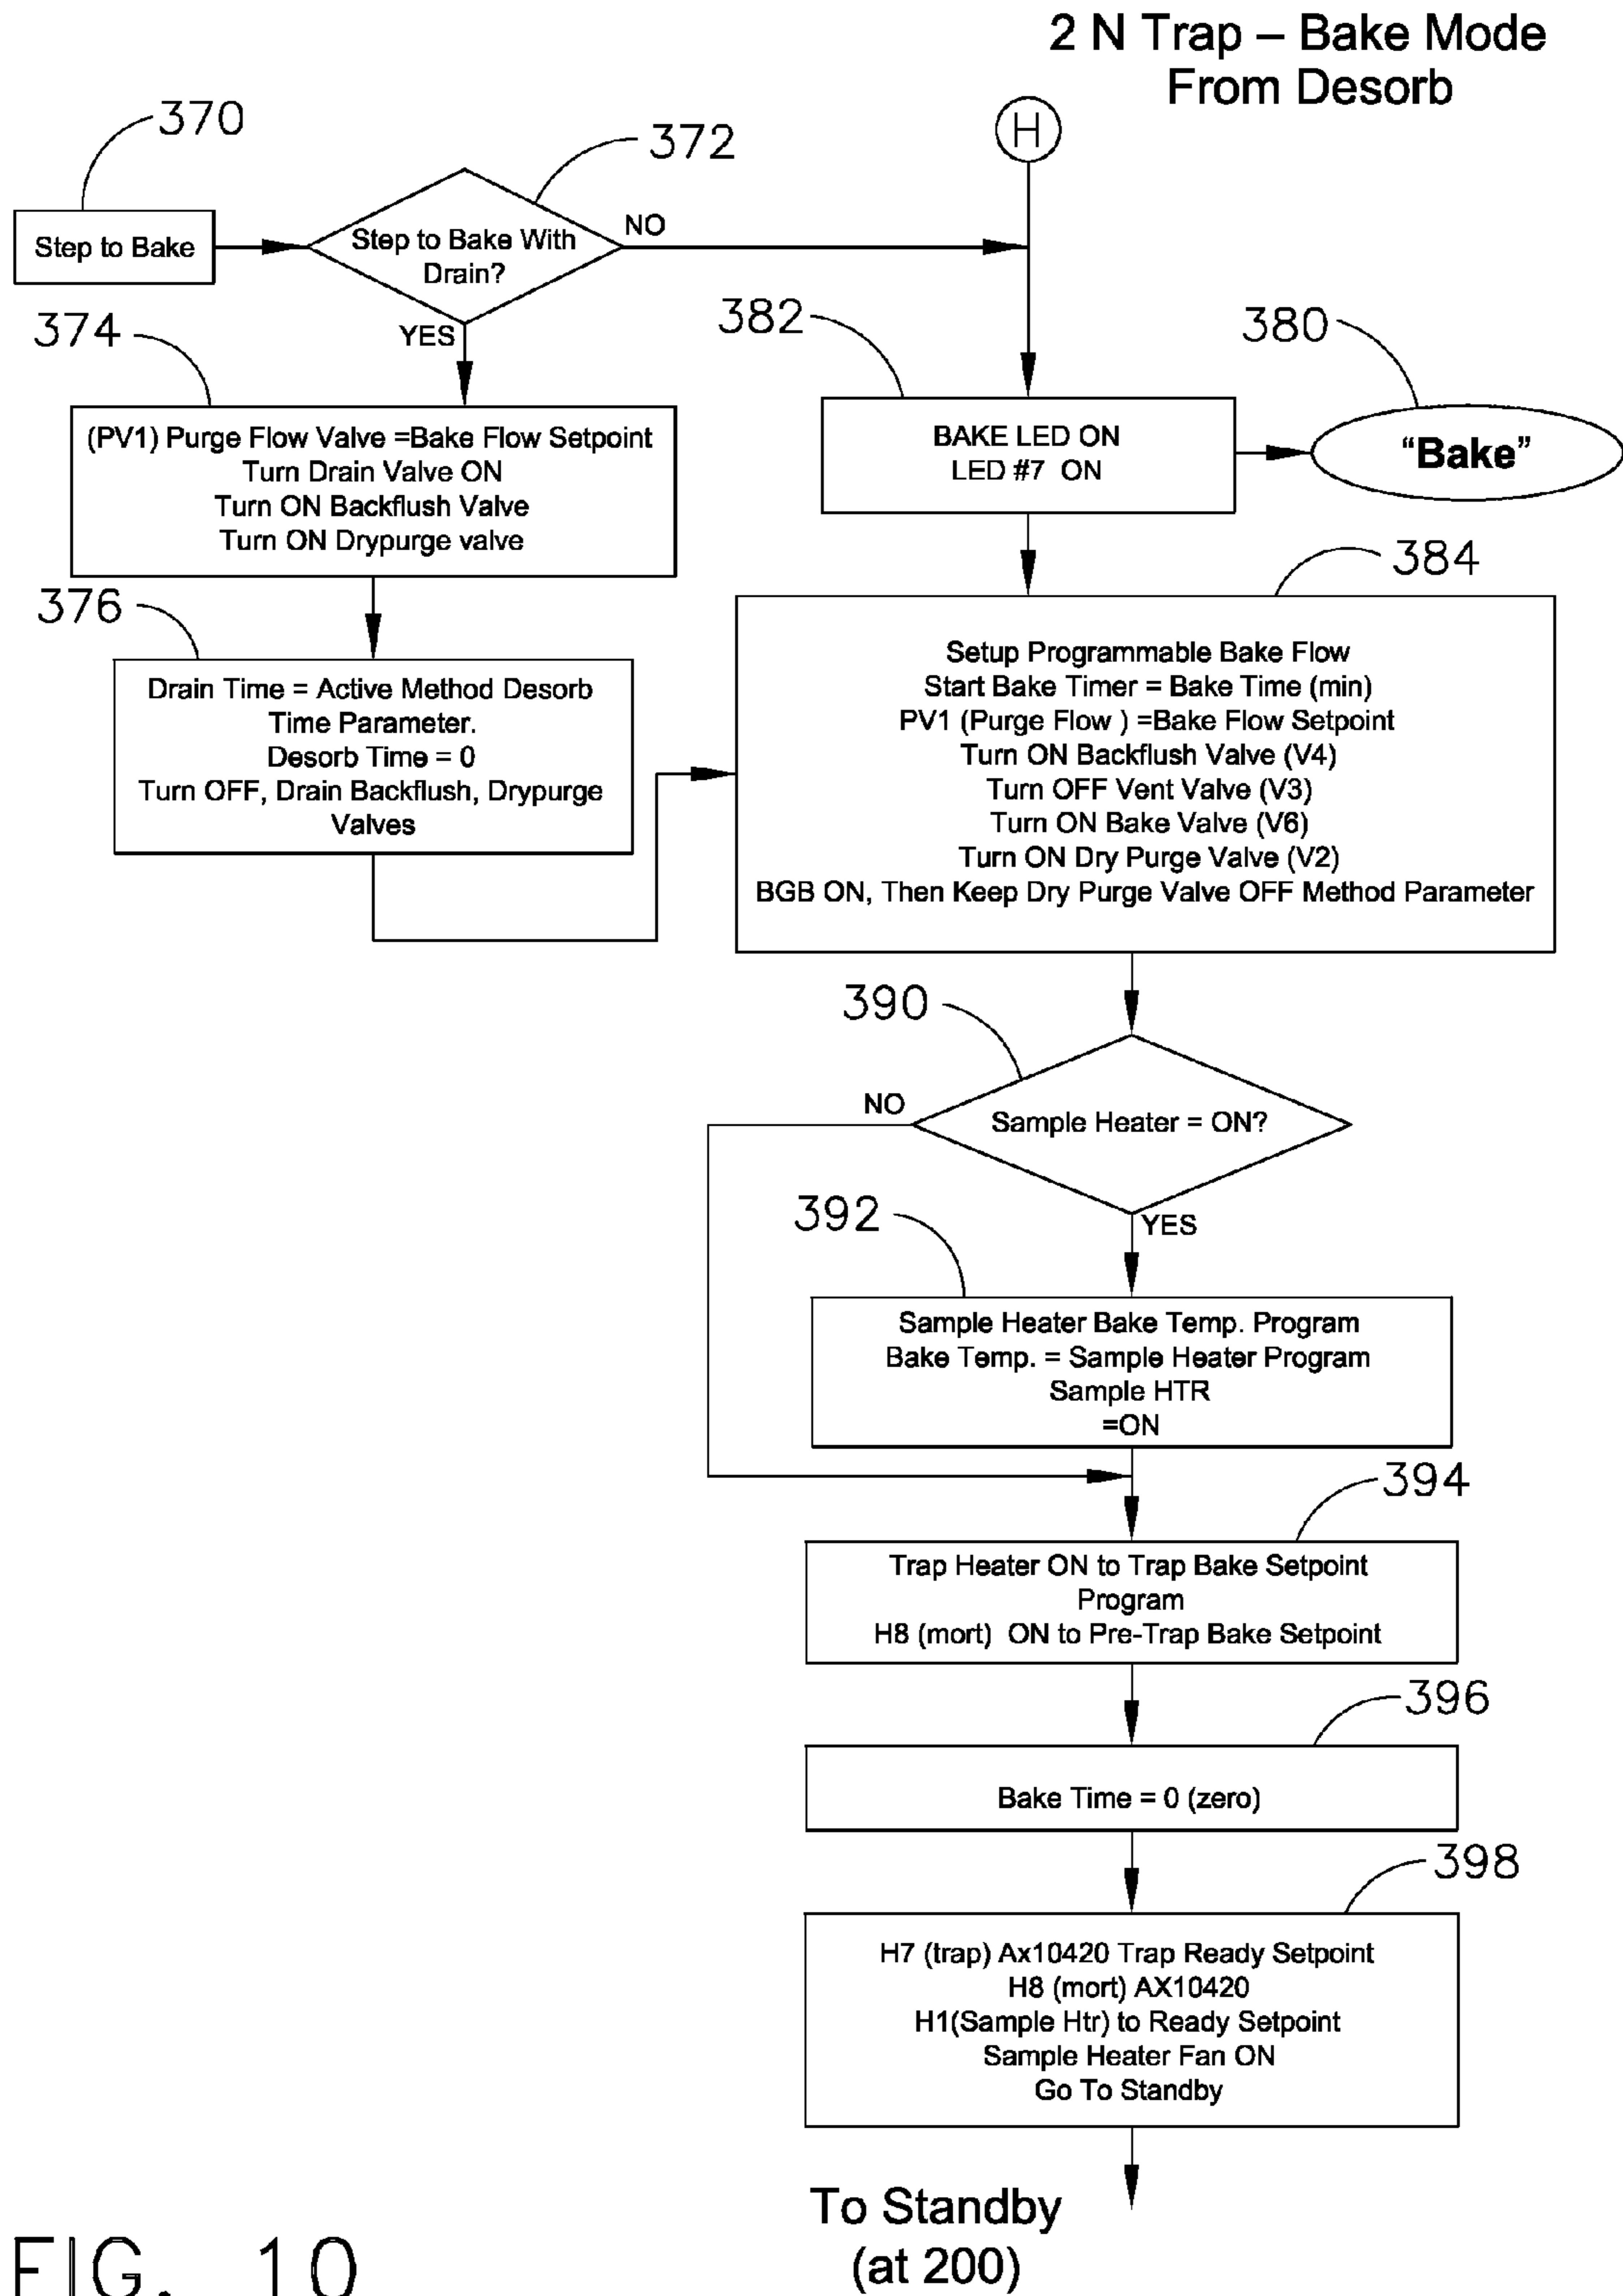 2 N Trap – Bake Mode
From Desorb
370
372
H
Step to Bake
Step to Bake With
Drain?
NO
YES
374
382
380
(PV1) Purge Flow Valve =Bake Flow Setpoint
Turn Drain Valve ON
Turn ON Backflush Valve
Turn ON Drypurge valve
BAKE LED ON
LED #7 ON
“Bake”
376
384
Drain Time = Active Method Desorb
Time Parameter.
Desorb Time = 0
Turn OFF, Drain Backflush, Drypurge
Valves
Setup Programmable Bake Flow
Start Bake Timer = Bake Time (min)
PV1 (Purge Flow ) =Bake Flow Setpoint
Turn ON Backflush Valve (V4)
Turn OFF Vent Valve (V3)
Turn ON Bake Valve (V6)
Turn ON Dry Purge Valve (V2)
BGB ON, Then Keep Dry Purge Valve OFF Method Parameter
390
NO
Sample Heater = ON?
392
YES
Sample Heater Bake Temp. Program
Bake Temp. = Sample Heater Program
Sample HTR
=ON
394
Trap Heater ON to Trap Bake Setpoint
Program
H8 (mort) ON to Pre-Trap Bake Setpoint
396
Bake Time = 0 (zero)
398
H7 (trap) Ax10420 Trap Ready Setpoint
H8 (mort) AX10420
H1(Sample Htr) to Ready Setpoint
Sample Heater Fan ON
Go To Standby
To Standby
(at 200)
FIG. 10